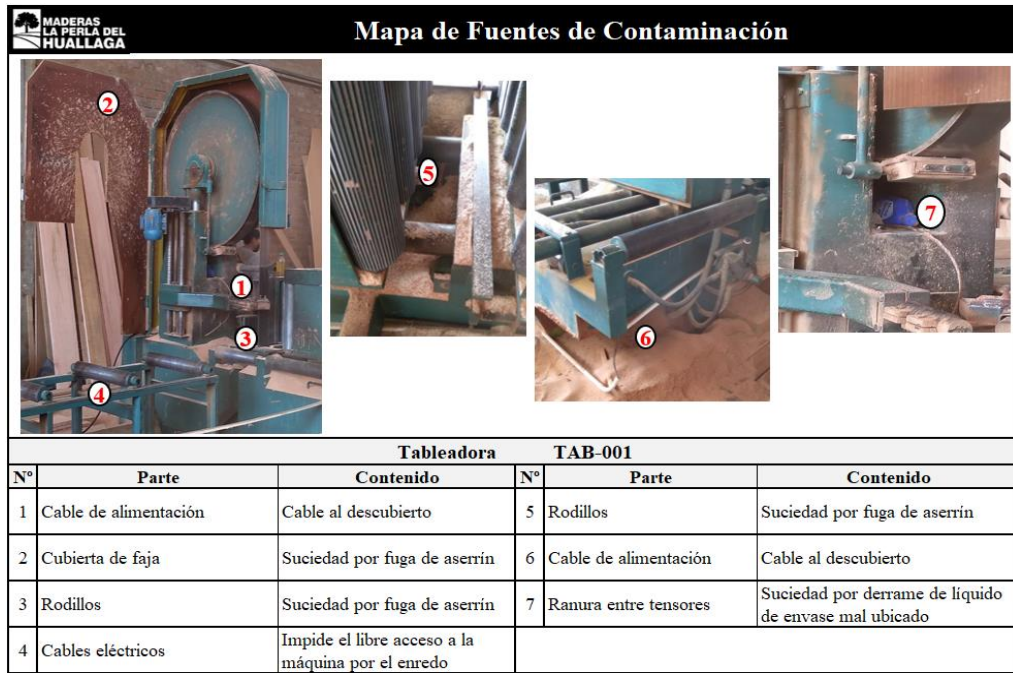 MADERAS
LA PERLA DEL
HUALLAGA
Mapa de Fuentes de Contaminación
2
1
3
4
5
6
7
Tableadora TAB-001
Nº Parte Contenido Nº Parte Contenido
1 Cable de alimentación Cable al descubierto 5 Rodillos Suciedad por fuga de aserrín
2 Cubierta de faja Suciedad por fuga de aserrín 6 Cable de alimentación Cable al descubierto
3 Rodillos Suciedad por fuga de aserrín 7 Ranura entre tensores Suciedad por derrame de líquido
de envase mal ubicado
4 Cables eléctricos Impide el libre acceso a la
máquina por el enredo